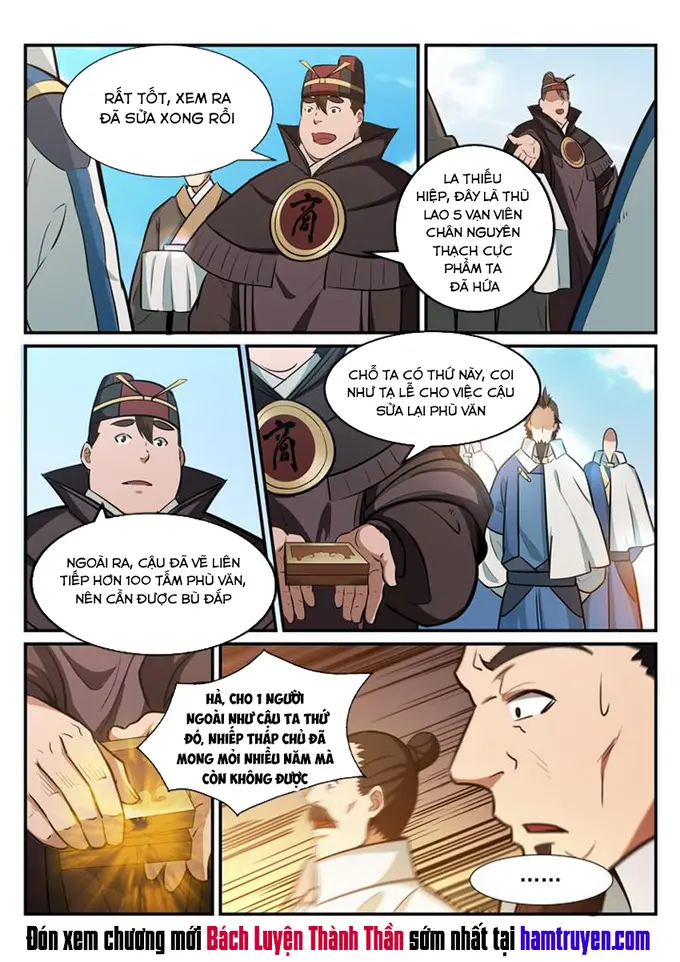 RẤT TỐT, XEM RA
ĐÃ SỬA XONG RỒI
商
LA THIẾU
HIỆP, ĐÂY LÀ THÙ
LAO 5 VẠN VIÊN
CHÂN NGUYÊN
THẠCH CỰC
PHẨM TA
ĐÃ HỨA
CHỖ TA CÓ THỨ NÀY, COI
NHƯ TẠ LỄ CHO VIỆC CẬU
SỬA LẠI PHÙ VĂN
商
NGOÀI RA, CẬU ĐÃ VẼ LIÊN
TIẾP HƠN 100 TẤM PHÙ VĂN,
NÊN CẦN ĐƯỢC BÙ ĐẮP
HẢ, CHO 1 NGƯỜI
NGOÀI NHƯ CẬU TA THỨ
ĐÓ, NHIẾP THÁP CHỦ ĐÃ
MONG MỎI NHIỀU NĂM MÀ
CÒN KHÔNG ĐƯỢC
......
Đón xem chương mới Bách Luyện Thành Thần sớm nhất tại hamtruyen.com